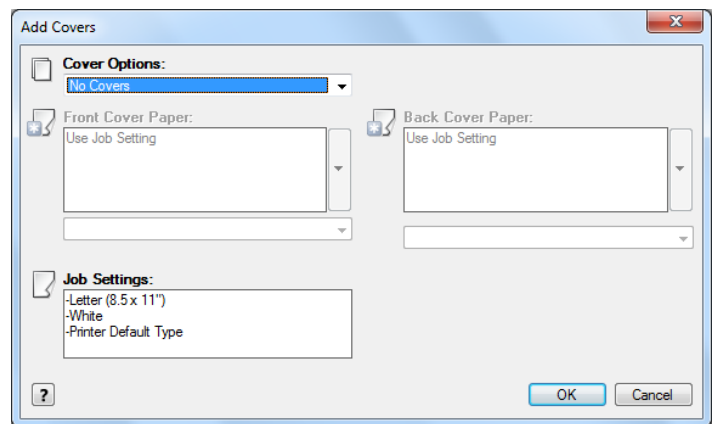 Add Covers
Cover Options:
No Covers
Front Cover Paper:
Use Job Setting
Back Cover Paper:
Use Job Setting
Job Settings:
-Letter (8.5 x 11")
-White
-Printer Default Type
?
OK
Cancel